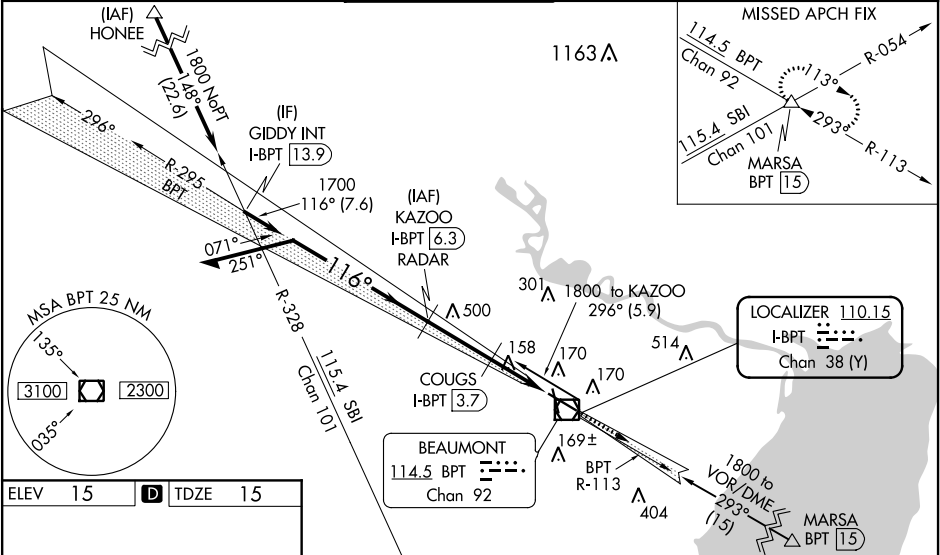 (IAF)
HONEE
1800 NoPT
148°
(22.6)
(IF)
GIDDY INT
I-BPT 13.9
1700
116° (7.6)
296°
R-295
BPT
071°
251°
116°
(IAF)
KAZOO
I-BPT 6.3
RADAR
1163
500
301
1800 to KAZOO
296° (5.9)
158
170
170
514
COUGS
I-BPT 3.7
R-328
115.4 SBI
Chan 101
MISSED APCH FIX
114.5 BPT
Chan 92
R-054
113°
293°
115.4 SBI
Chan 101
R-113
MARSA
BPT 15
LOCALIZER 110.15
I-BPT
Chan 38 (Y)
MSA BPT 25 NM
135°
3100
2300
035°
BEAUMONT
114.5 BPT
Chan 92
169±
BPT
R-113
404
1800 to
VOR/DME
293°
(15)
MARSA
BPT 15
ELEV 15 D TDZE 15